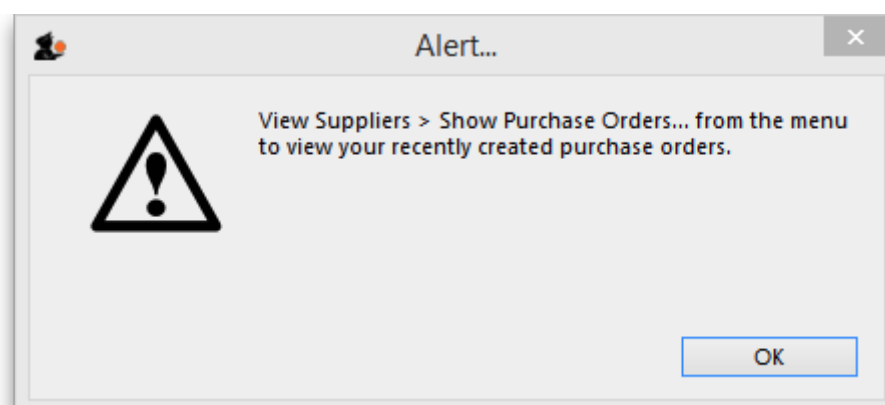 Alert...
View Suppliers > Show Purchase Orders... from the menu
to view your recently created purchase orders.
OK